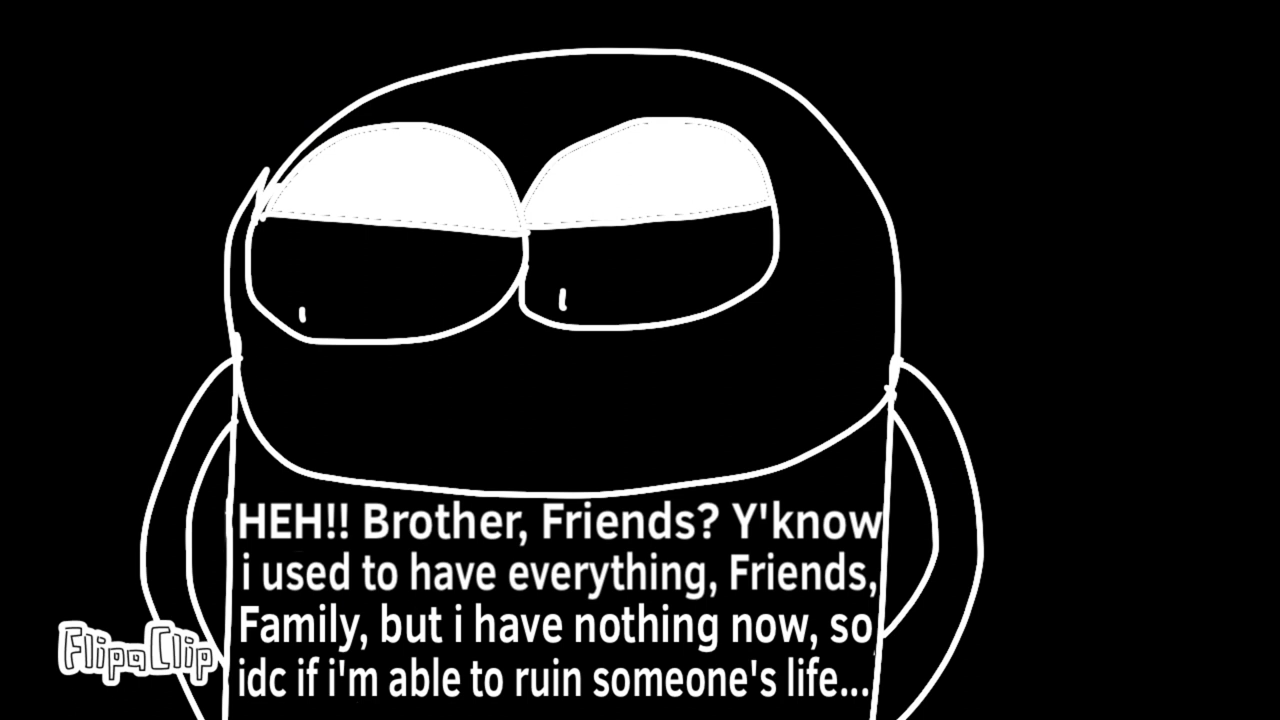 HEH!! Brother, Friends? Y'know
i used to have everything, Friends,
Family, but i have nothing now, so
idc if i'm able to ruin someone's life...
FlipaClip